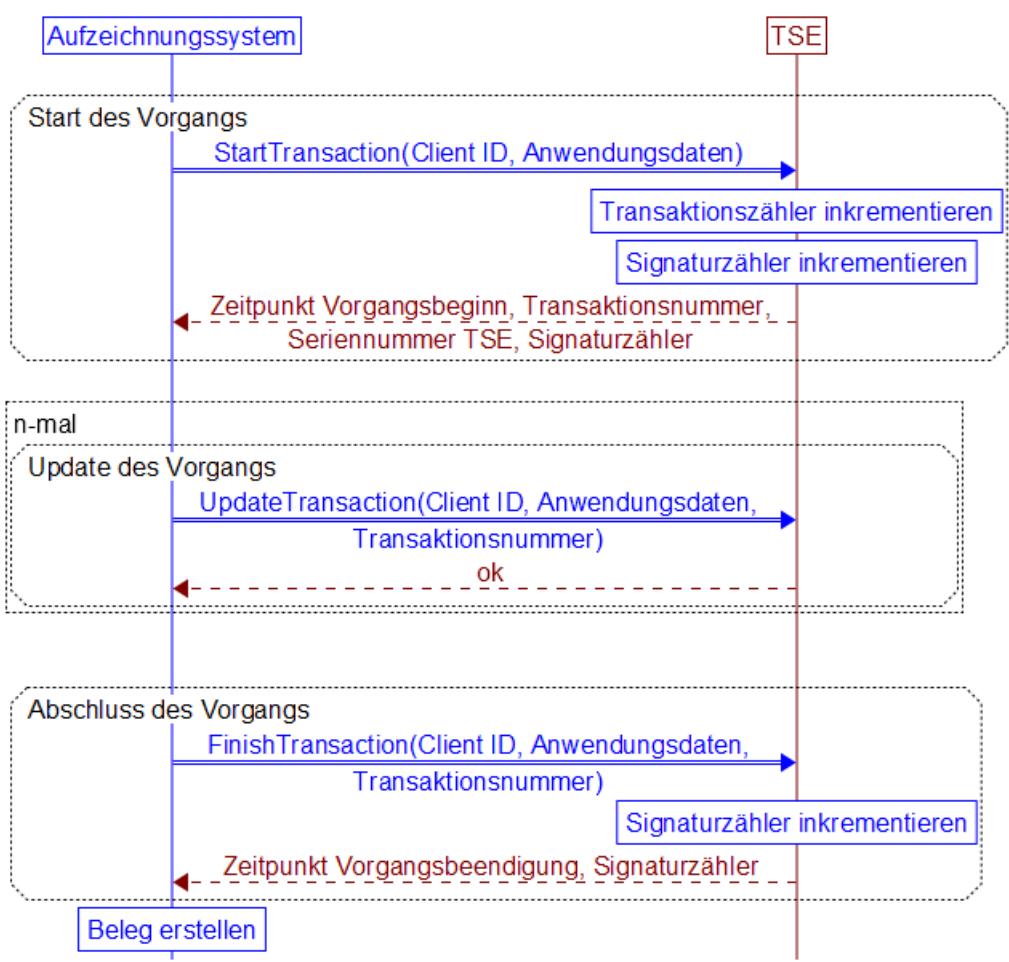 Aufzeichnungssystem
TSE
Start des Vorgangs
StartTransaction(Client ID, Anwendungsdaten)
Transaktionszähler inkrementieren
Signaturzähler inkrementieren
Zeitpunkt Vorgangsbeginn, Transaktionsnummer,
Seriennummer TSE, Signaturzähler
n-mal
Update des Vorgangs
UpdateTransaction(Client ID, Anwendungsdaten,
Transaktionsnummer)
ok
Abschluss des Vorgangs
FinishTransaction(Client ID, Anwendungsdaten,
Transaktionsnummer)
Signaturzähler inkrementieren
Zeitpunkt Vorgangsbeendigung, Signaturzähler
Beleg erstellen